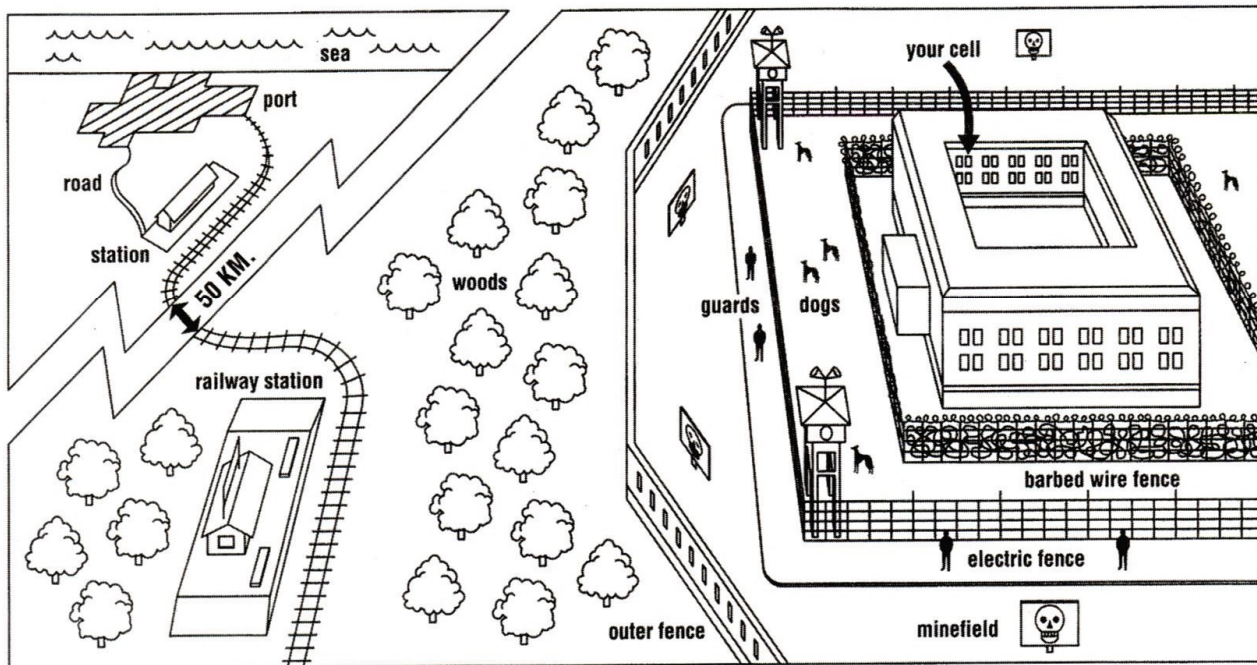 sea
port
road
station
50 KM.
railway station
woods
your cell
guards
dogs
barbed wire fence
electric fence
outer fence
minefield